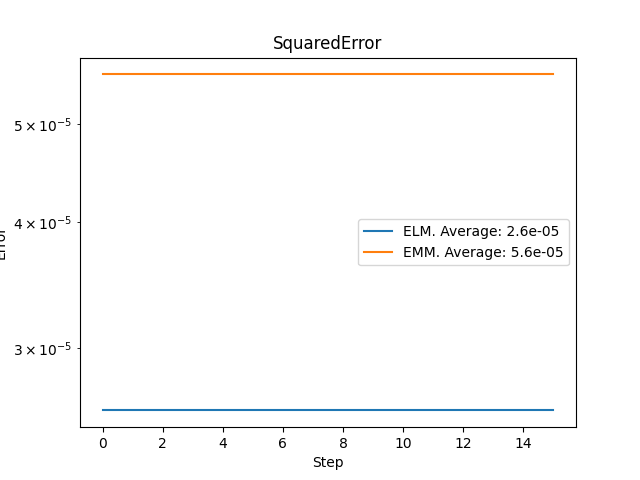 SquaredError
5 × 10⁻⁵
4 × 10⁻⁵
3 × 10⁻⁵
Error
ELM. Average: 2.6e-05
EMM. Average: 5.6e-05
0 2 4 6 8 10 12 14
Step